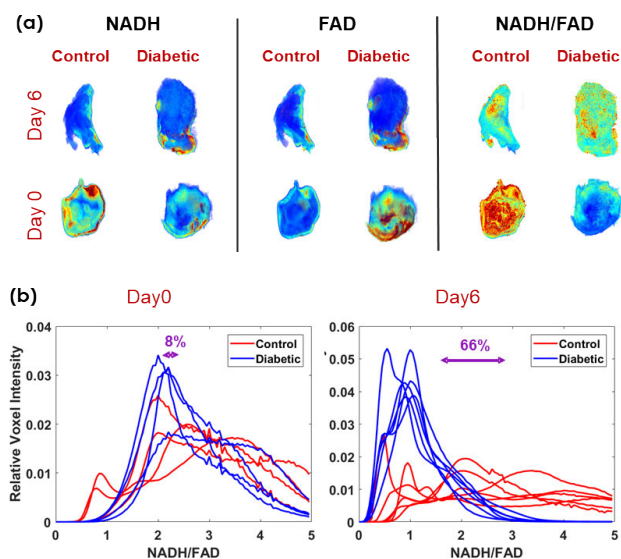 (a) NADH FAD NADH/FAD
Control Diabetic Control Diabetic Control Diabetic
Day 6
Day 0
(b) Day0 Day6
0.04
0.03
0.02
0.01
0
Relative Voxel Intensity
8%
Control
Diabetic
0 1 2 3 4 5
NADH/FAD
0.06
0.05
0.04
0.03
0.02
0.01
0
66%
Control
Diabetic
0 1 2 3 4 5
NADH/FAD